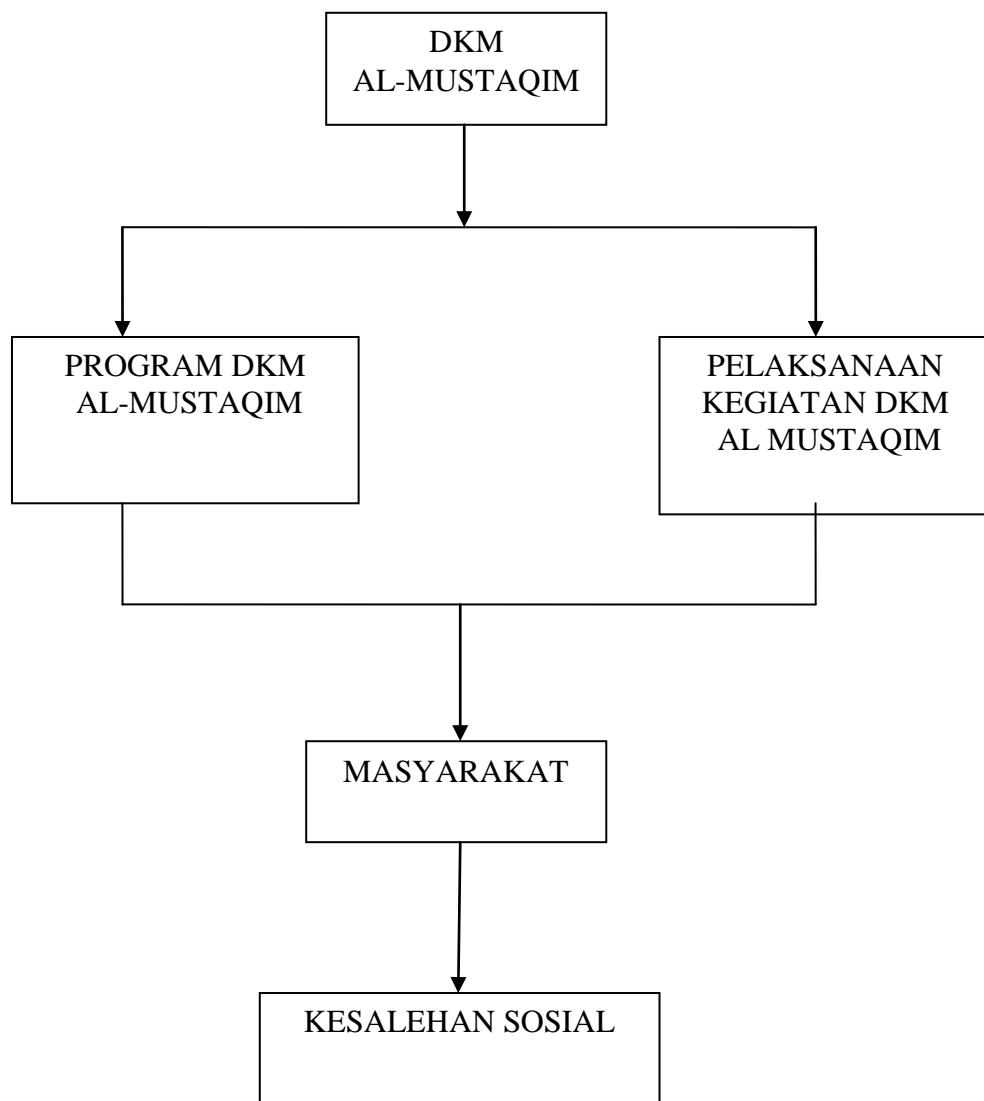 DKM
AL-MUSTAQIM
PROGRAM DKM
AL-MUSTAQIM
PELAKSANAAN
KEGIATAN DKM
AL MUSTAQIM
MASYARAKAT
KESALEHAN SOSIAL